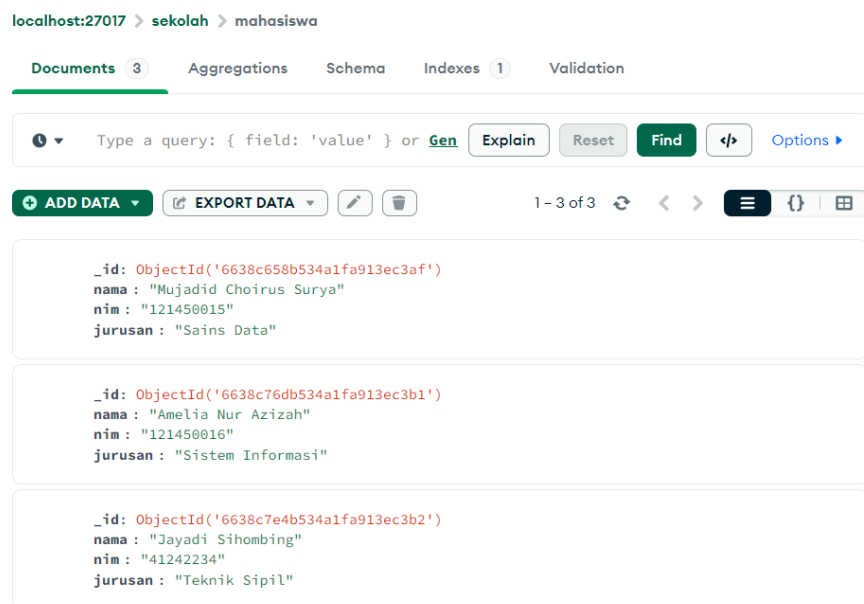 localhost:27017 > sekolah > mahasiswa
Documents 3 Aggregations Schema Indexes 1 Validation
Type a query: { field: 'value' } or Gen Explain Reset Find </> Options
ADD DATA EXPORT DATA 1 – 3 of 3 {}
_id: ObjectId('6638c658b534a1fa913ec3af')
nama : "Mujadid Choirus Surya"
nim : "121450015"
jurusan : "Sains Data"
_id: ObjectId('6638c76db534a1fa913ec3b1')
nama : "Amelia Nur Azizah"
nim : "121450016"
jurusan : "Sistem Informasi"
_id: ObjectId('6638c7e4b534a1fa913ec3b2')
nama : "Jayadi Sihombing"
nim : "41242234"
jurusan : "Teknik Sipil"